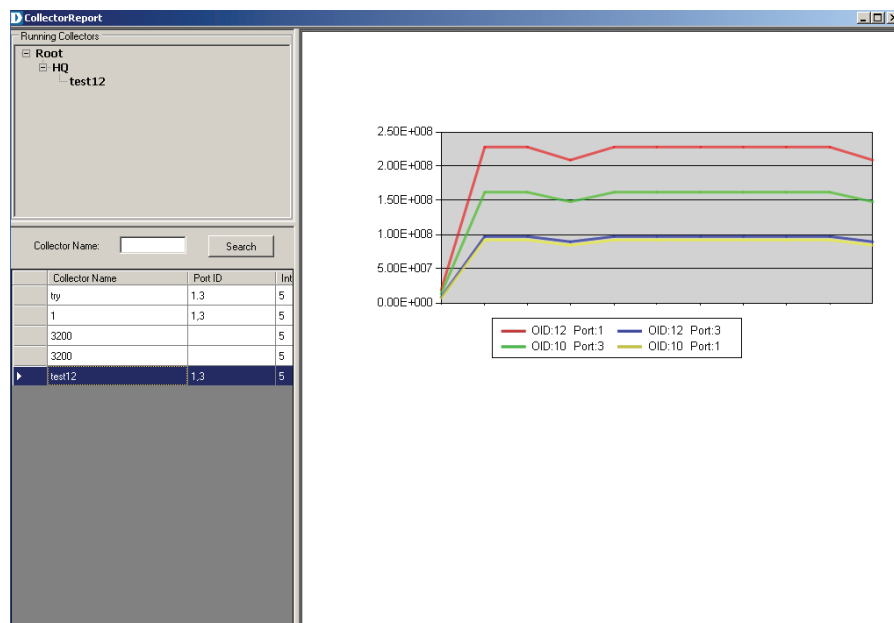 CollectorReport
Running Collectors
Root
HQ
test12
Collector Name: Search
Collector Name Port ID Int
try 1.3 5
1 1,3 5
3200 5
3200 5
test12 1,3 5
2.50E+008
2.00E+008
1.50E+008
1.00E+008
5.00E+007
0.00E+000
OID:12 Port:1 OID:12 Port:3
OID:10 Port:3 OID:10 Port:1